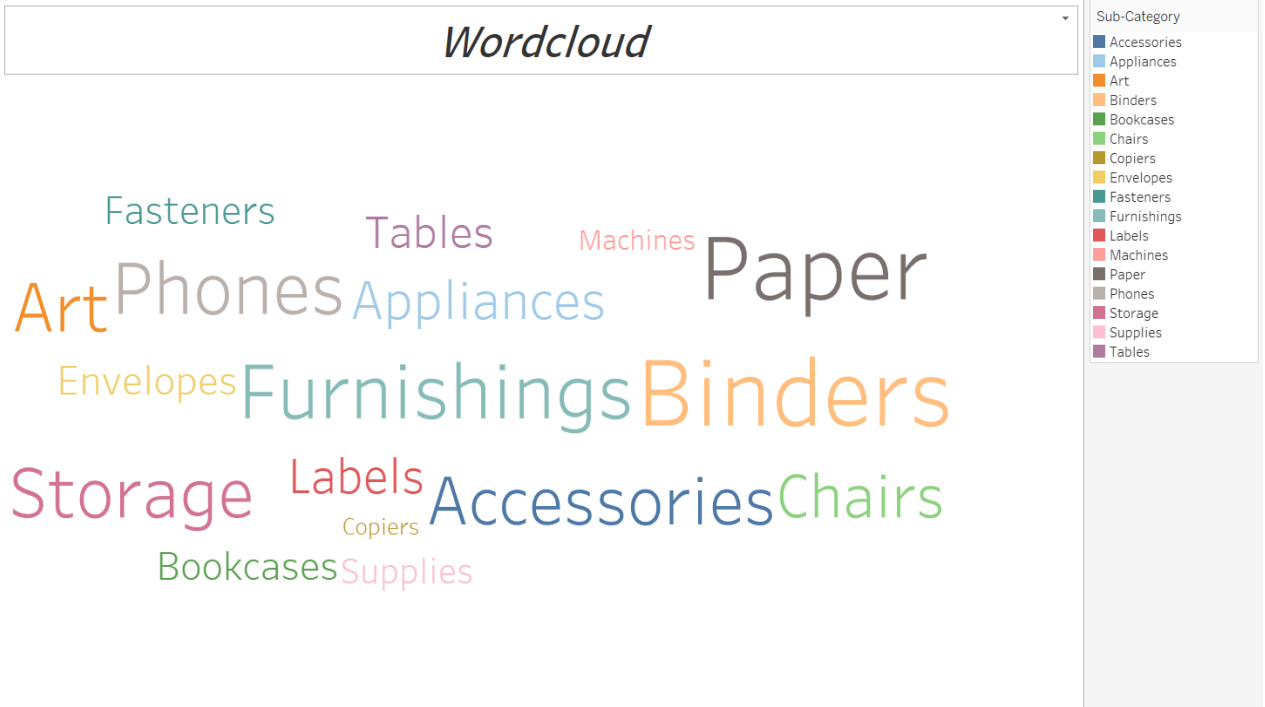 Wordcloud
Fasteners
Tables
Machines
Paper
Art
Phones
Appliances
Envelopes
Furnishings
Binders
Storage
Labels
Copiers
Accessories
Chairs
Bookcases
Supplies
Sub-Category
Accessories
Appliances
Art
Binders
Bookcases
Chairs
Copiers
Envelopes
Fasteners
Furnishings
Labels
Machines
Paper
Phones
Storage
Supplies
Tables